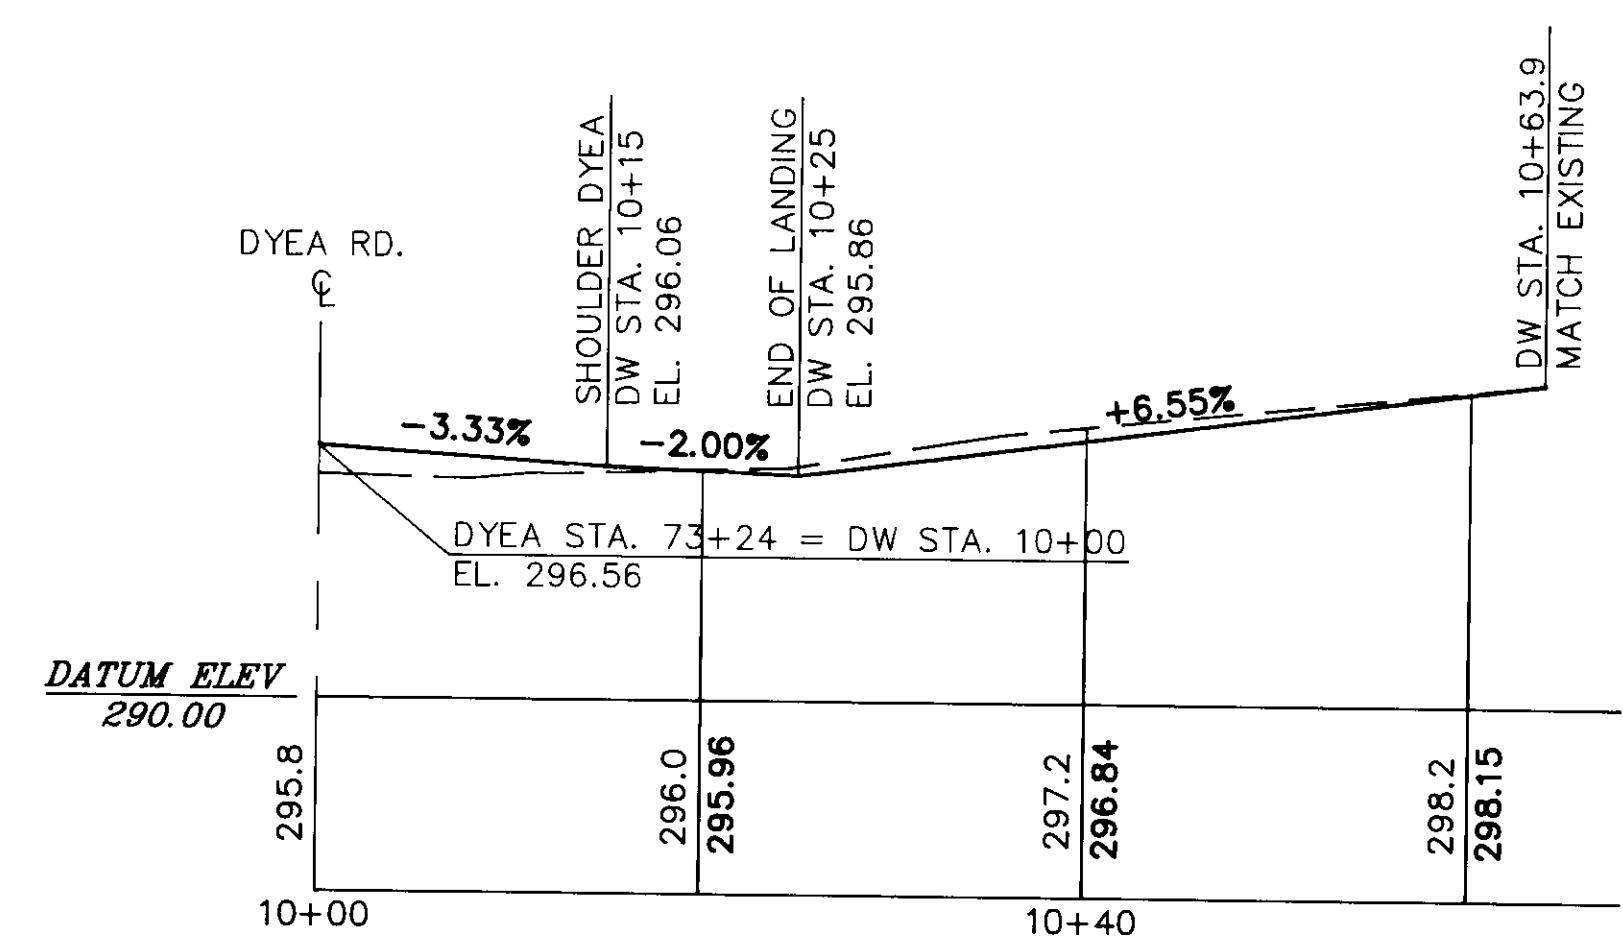 DYEA RD.
℄
SHOULDER DYEA
DW STA. 10+15
EL. 296.06
END OF LANDING
DW STA. 10+25
EL. 295.86
DW STA. 10+63.9
MATCH EXISTING
-3.33%
-2.00%
+6.55%
DYEA STA. 73+24 = DW STA. 10+00
EL. 296.56
DATUM ELEV
290.00
295.8
296.0
295.96
297.2
296.84
298.2
298.15
10+00
10+40